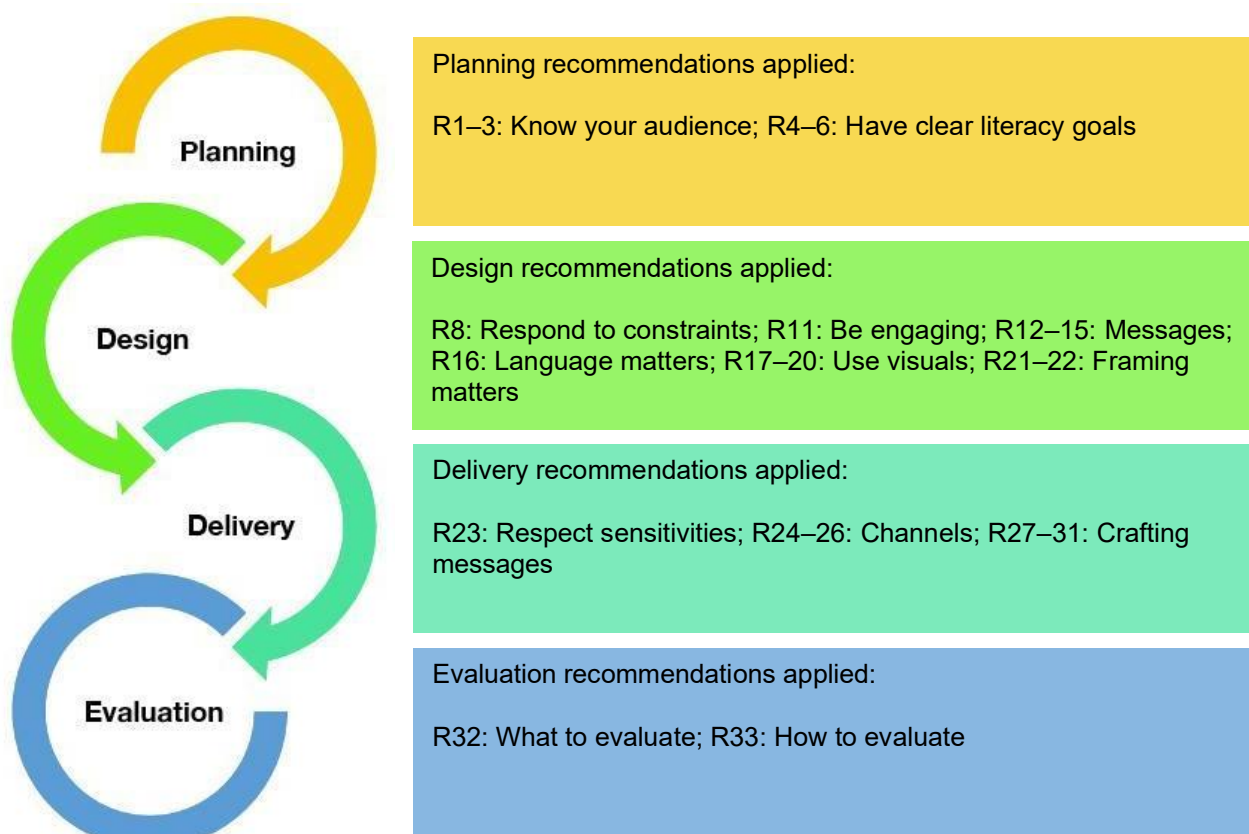 Planning
Planning recommendations applied:
R1–3: Know your audience; R4–6: Have clear literacy goals
Design
Design recommendations applied:
R8: Respond to constraints; R11: Be engaging; R12–15: Messages;
R16: Language matters; R17–20: Use visuals; R21–22: Framing
matters
Delivery
Delivery recommendations applied:
R23: Respect sensitivities; R24–26: Channels; R27–31: Crafting
messages
Evaluation
Evaluation recommendations applied:
R32: What to evaluate; R33: How to evaluate